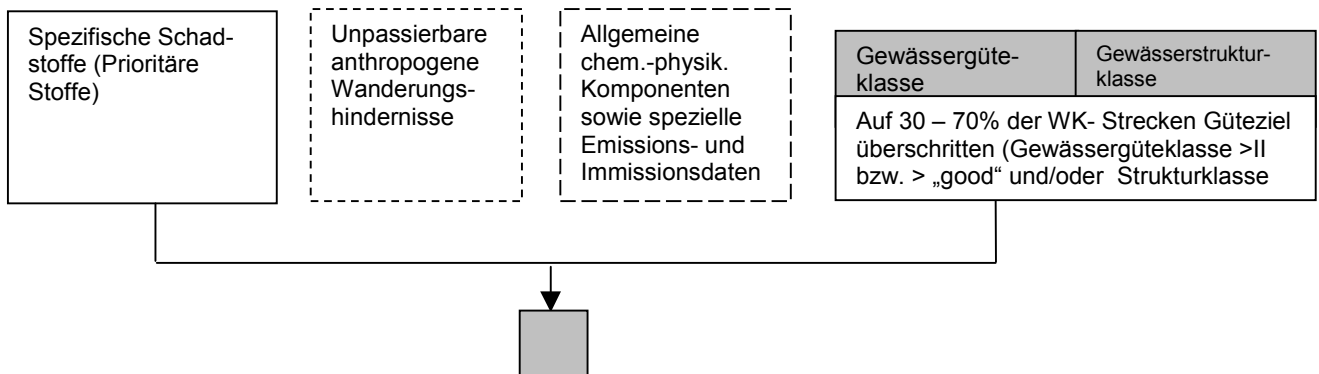 Spezifische Schad-
stoffe (Prioritäre
Stoffe)
Unpassierbare
anthropogene
Wanderungs-
hindernisse
Allgemeine
chem.-physik.
Komponenten
sowie spezielle
Emissions- und
Immissionsdaten
Gewässergüte-
klasse
Gewässerstruktur-
klasse
Auf 30 – 70% der WK- Strecken Güteziel
überschritten (Gewässergüteklasse >II
bzw. > „good“ und/oder Strukturklasse